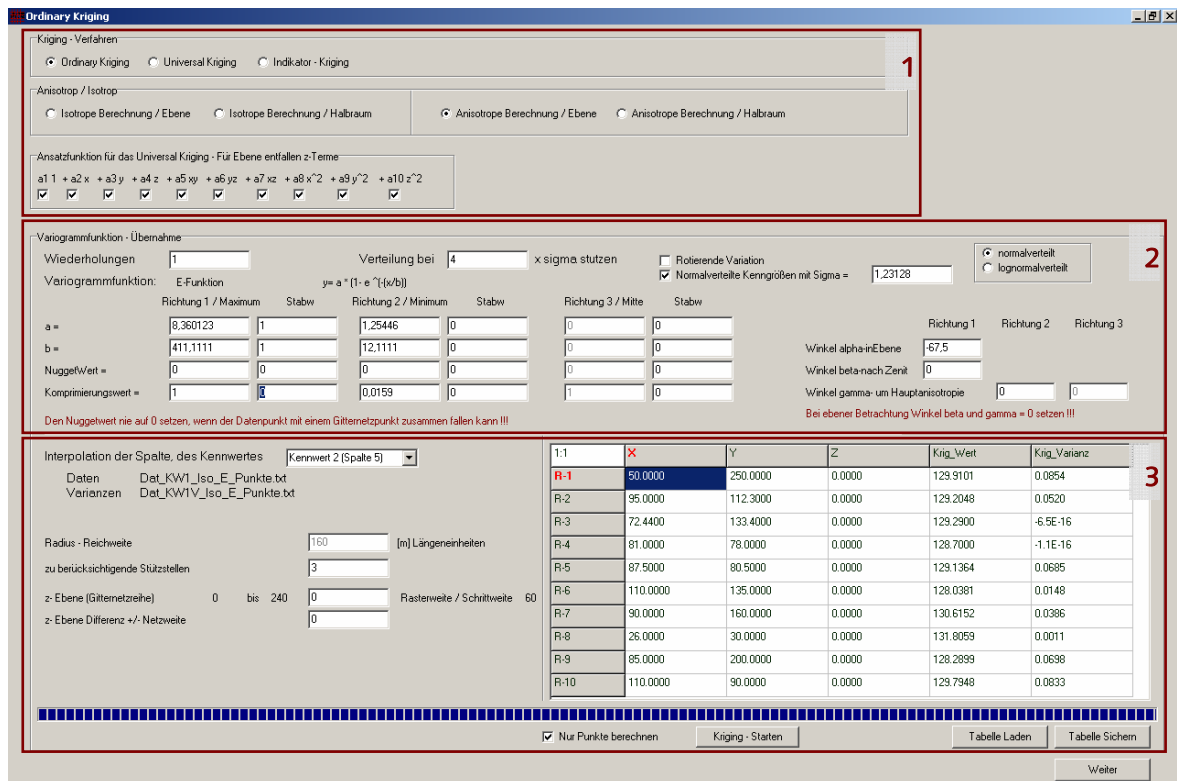 Ordinary Kriging
Kriging - Verfahren
Ordinary Kriging Universal Kriging Indikator - Kriging
1
Anisotrop / Isotrop
Isotrope Berechnung / Ebene Isotrope Berechnung / Halbraum Anisotrope Berechnung / Ebene Anisotrope Berechnung / Halbraum
Ansatzfunktion für das Universal Kriging - Für Ebene entfallen z-Terme
a1 1 + a2 x + a3 y + a4 z + a5 xy + a6 yz + a7 xz + a8 x^2 + a9 y^2 + a10 z^2
Variogrammfunktion - Übernahme
2
Wiederholungen 1 Verteilung bei 4 x sigma stutzen Rotierende Variation
Normalverteilte Kenngrößen mit Sigma = 1,23128
normalverteilt
lognormalverteilt
Variogrammfunktion: E-Funktion y= a * (1- e ^(-(x/b))
Richtung 1 / Maximum Stabw Richtung 2 / Minimum Stabw Richtung 3 / Mitte Stabw
a = 8,360123 1 1,25446 0 0 0
b = 411,1111 1 12,1111 0 0 0
NuggetWert = 0 0 0 0 0 0
Komprimierungswert = 1 0 0,0159 0 1 0
Richtung 1 Richtung 2 Richtung 3
Winkel alpha-inEbene -67,5
Winkel beta-nach Zenit 0
Winkel gamma- um Hauptanisotropie 0 0
Den Nuggetwert nie auf 0 setzen, wenn der Datenpunkt mit einem Gitternetzpunkt zusammen fallen kann !!!
Bei ebener Betrachtung Winkel beta und gamma = 0 setzen !!!
3
Interpolation der Spalte, des Kennwertes Kennwert 2 (Spalte 5)
Daten Dat_KW1_Iso_E_Punkte.txt
Varianzen Dat_KW1V_Iso_E_Punkte.txt
Radius - Reichweite 160 [m] Längeneinheiten
zu berücksichtigende Stützstellen 3
z- Ebene (Gitternetzreihe) 0 bis 240 0 Rasterweite / Schrittweite 60
z- Ebene Differenz +/- Netzweite 0
1:1 X Y Z Krig_Wert Krig_Varianz
R-1 50.0000 250.0000 0.0000 129.9101 0.0854
R-2 95.0000 112.3000 0.0000 129.2048 0.0520
R-3 72.4400 133.4000 0.0000 129.2900 -6.5E-16
R-4 81.0000 78.0000 0.0000 128.7000 -1.1E-16
R-5 87.5000 80.5000 0.0000 129.1364 0.0685
R-6 110.0000 135.0000 0.0000 128.0381 0.0148
R-7 90.0000 160.0000 0.0000 130.6152 0.0386
R-8 26.0000 30.0000 0.0000 131.8059 0.0011
R-9 85.0000 200.0000 0.0000 128.2899 0.0698
R-10 110.0000 90.0000 0.0000 129.7948 0.0833
Nur Punkte berechnen Kriging - Starten Tabelle Laden Tabelle Sichern
Weiter